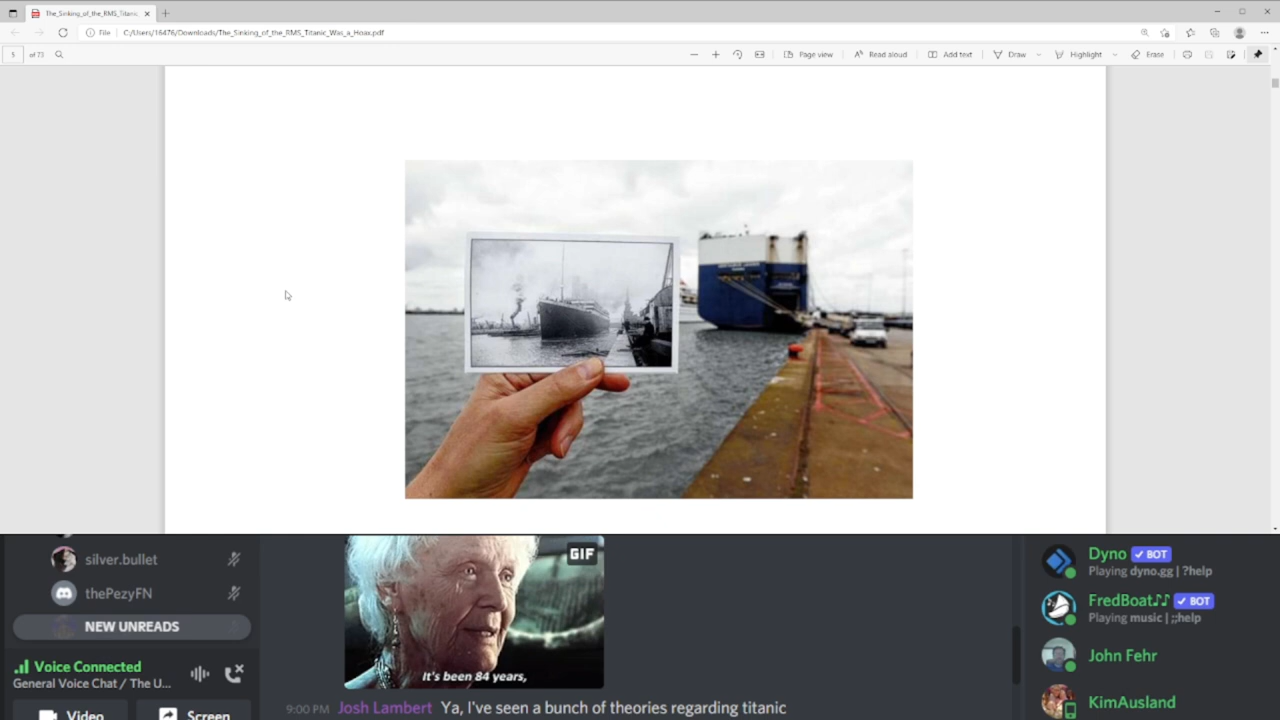 The_Sinking_of_the_RMS_Titanic
File C:/Users/16476/Downloads/The_Sinking_of_the_RMS_Titanic_Was_a_Hoax.pdf
5 of 73 Page view Read aloud Add text Draw Highlight Erase
silver.bullet
thePezyFN
NEW UNREADS
Voice Connected
General Voice Chat / The U...
Video Screen
GIF
It's been 84 years,
9:00 PM Josh Lambert Ya, I've seen a bunch of theories regarding titanic
Dyno ✓ BOT
Playing dyno.gg | ?help
FredBoat♪♪ ✓ BOT
Playing music | ;;help
John Fehr
KimAusland